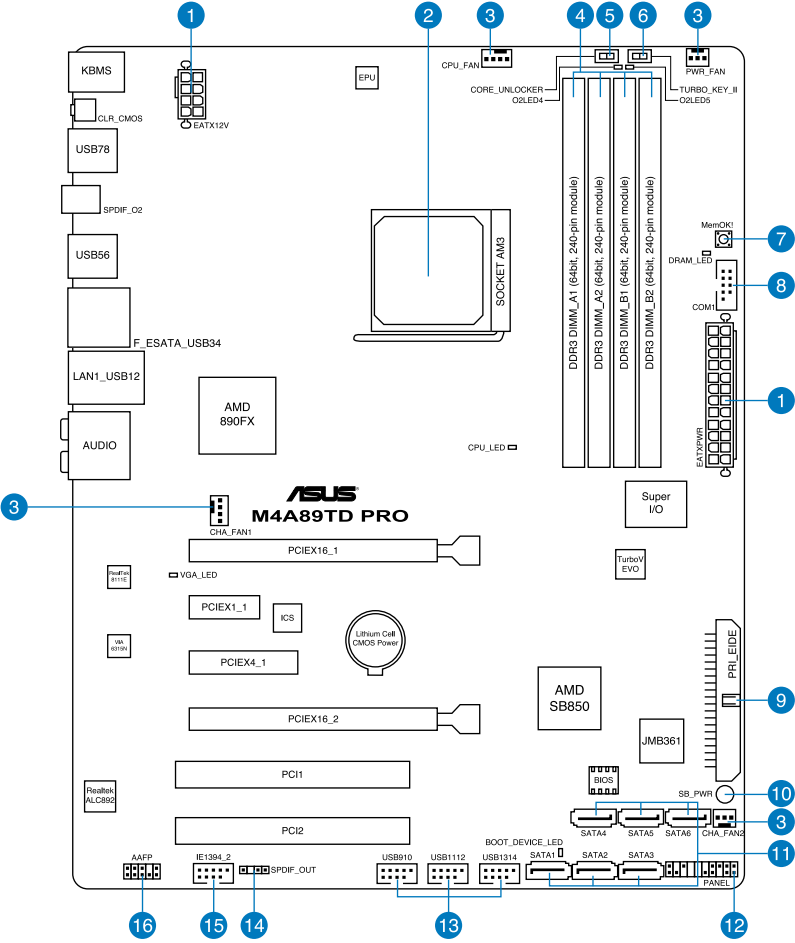 1
2
3
4
5
6
3
KBMS
CPU_FAN
EPU
PWR_FAN
CORE_UNLOCKER
TURBO_KEY_II
O2LED4
O2LED5
CLR_CMOS
EATX12V
USB78
SPDIF_O2
USB56
SOCKET AM3
DDR3 DIMM_A1 (64bit, 240-pin module)
DDR3 DIMM_A2 (64bit, 240-pin module)
DDR3 DIMM_B1 (64bit, 240-pin module)
DDR3 DIMM_B2 (64bit, 240-pin module)
MemOK!
7
DRAM_LED
8
COM1
F_ESATA_USB34
LAN1_USB12
AMD
890FX
1
EATXPWR
AUDIO
CPU_LED
ASUS
M4A89TD PRO
Super
I/O
3
CHA_FAN1
PCIEX16_1
TurboV
EVO
RealTek
8111E
VGA_LED
PCIEX1_1
ICS
Lithium Cell
CMOS Power
VIA
6315N
PRI_EIDE
PCIEX4_1
AMD
SB850
9
PCIEX16_2
JMB361
PCI1
BIOS
Realtek
ALC892
SB_PWR
10
PCI2
SATA4
SATA5
SATA6
CHA_FAN2
3
BOOT_DEVICE_LED
11
AAFP
IE1394_2
SPDIF_OUT
USB910
USB1112
USB1314
SATA1
SATA2
SATA3
PANEL
16
15
14
13
12